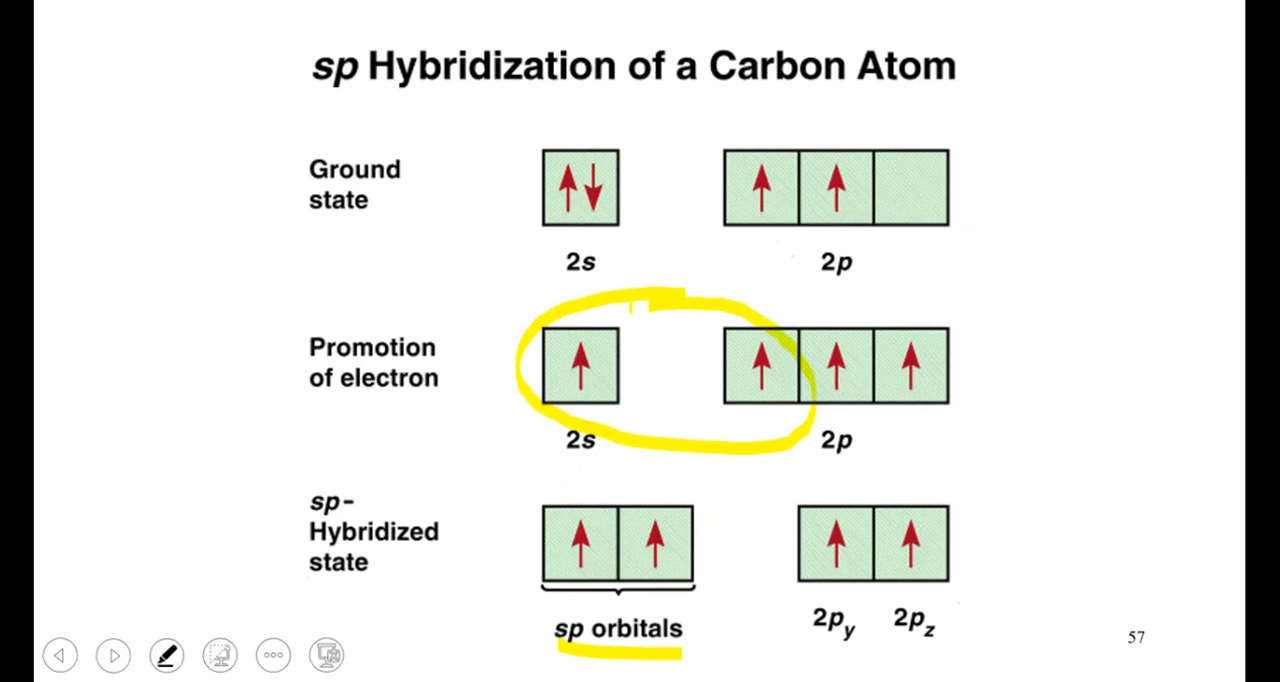 sp Hybridization of a Carbon Atom
Ground
state
2s
2p
Promotion
of electron
2s
2p
sp-
Hybridized
state
sp orbitals
2py
2pz
57